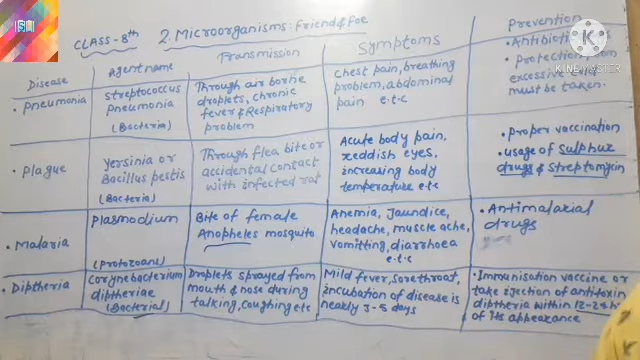 CLASS-8th
2. Microorganisms: Friend & Foe
Disease
Agent name
Transmission
Symptoms
Prevention
• Pneumonia
Streptococcus
pneumonia
(Bacteria)
Through air borne
droplets, chronic
fever & Respiratory
problem
Chest pain, breathing
problem, abdominal
pain e.t.c
• Antibiotic
• Protection from
excessive
must be taken.
• Plague
Yersinia or
Bacillus pestis
(Bacteria)
Through flea bite or
accidental contact
with infected rat
Acute body pain,
reddish eyes,
increasing body
temperature e.t.c
• Proper vaccination
• usage of sulphur
drugs & Streptomycin
• Malaria
Plasmodium
(Protozoans)
Bite of female
Anopheles mosquito
Anemia, Jaundice,
headache, muscle ache,
vomitting, diarrhoea
e.t.c
• Antimalarial
drugs
• Diptheria
Corynebacterium
diptheriae
(Bacterial)
Droplets sprayed from
mouth & nose during
talking, coughing etc
Mild fever, sore throat,
incubation of disease is
nearly 3-5 days
• Immunisation vaccine or
take injection of antitoxin
diptheria within 12-24 h
of its appearance
KINEMASTER